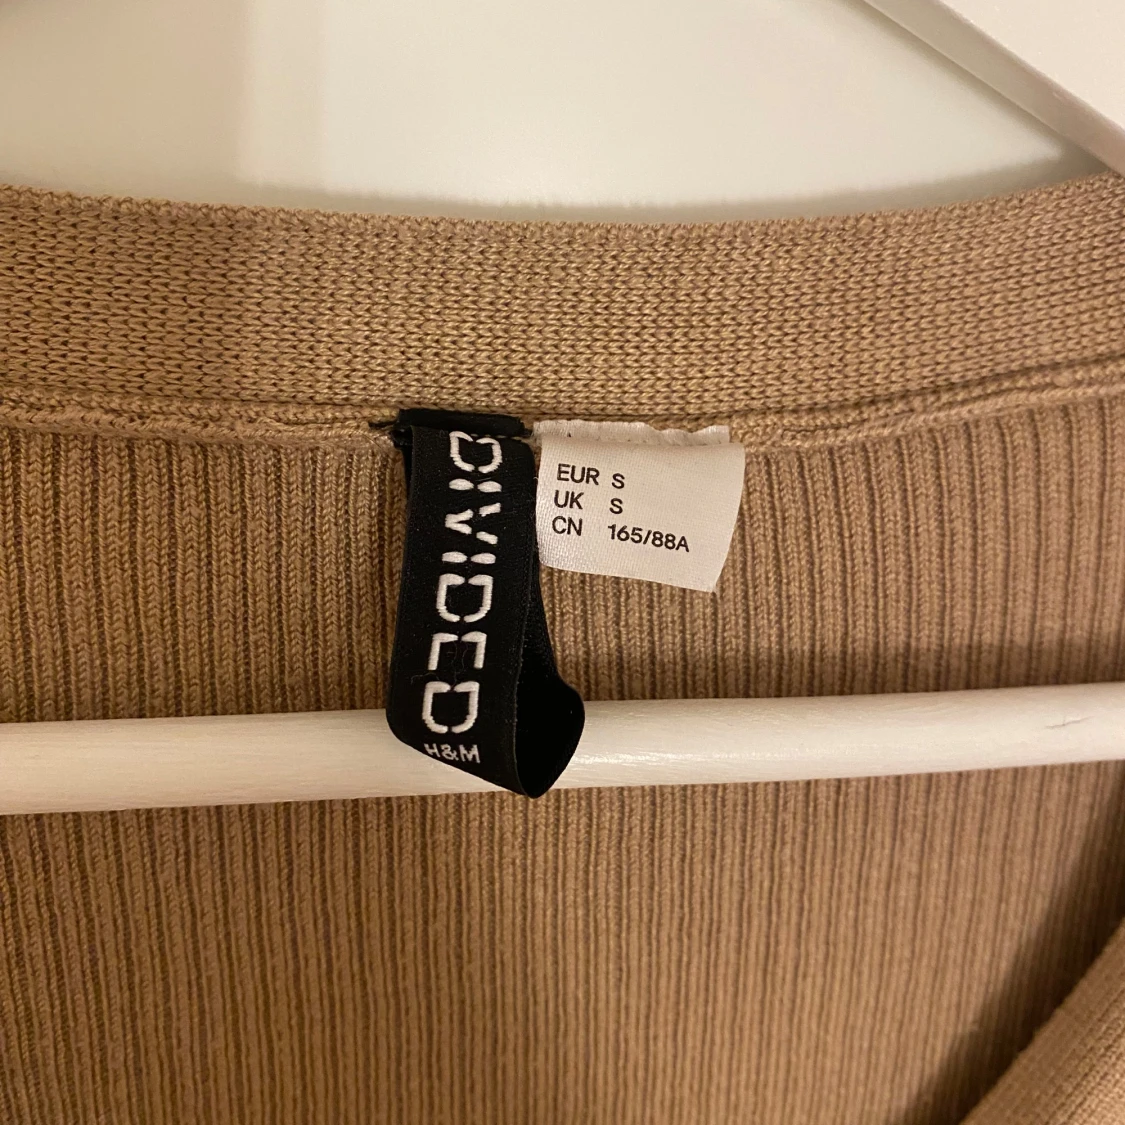 DIVIDED
H&M
EUR S
UK S
CN 165/88A